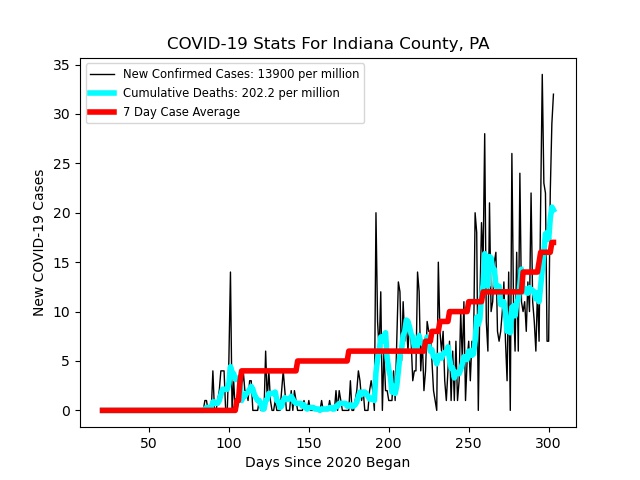 COVID-19 Stats For Indiana County, PA
New Confirmed Cases: 13900 per million
Cumulative Deaths: 202.2 per million
7 Day Case Average
35
30
25
20
15
10
5
0
New COVID-19 Cases
50 100 150 200 250 300
Days Since 2020 Began